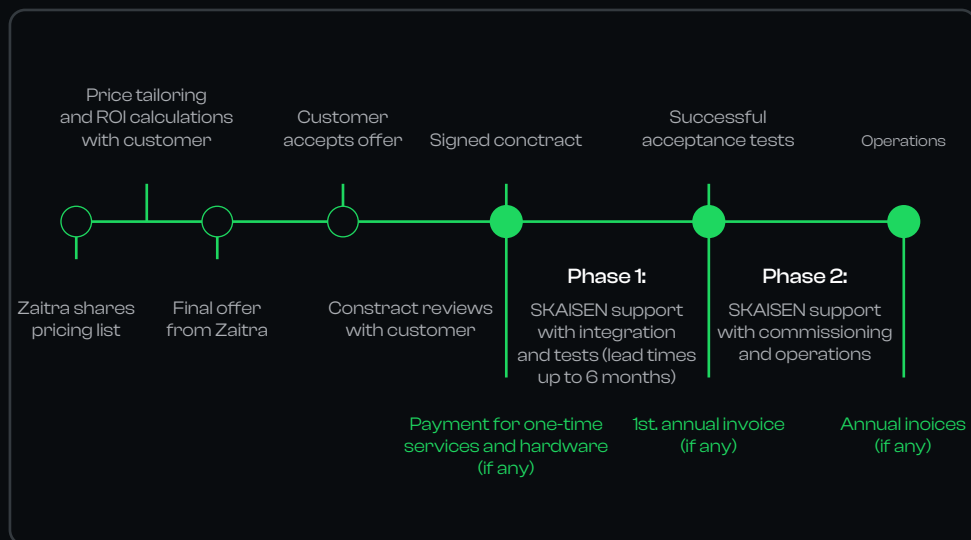 Price tailoring
and ROI calculations
with customer
Customer
accepts offer
Signed conctract
Successful
acceptance tests
Operations
Zaitra shares
pricing list
Final offer
from Zaitra
Constract reviews
with customer
Phase 1:
SKAISEN support
with integration
and tests (lead times
up to 6 months)
Phase 2:
SKAISEN support
with commissioning
and operations
Payment for one-time
services and hardware
(if any)
1st. annual invoice
(if any)
Annual inoices
(if any)